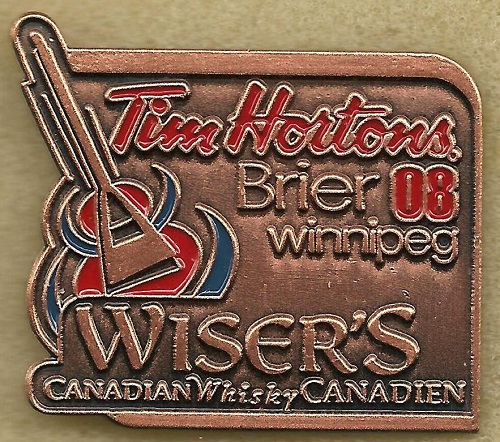 Tim Hortons.
Brier 08
winnipeg
WISER'S
CANADIAN Whisky CANADIEN